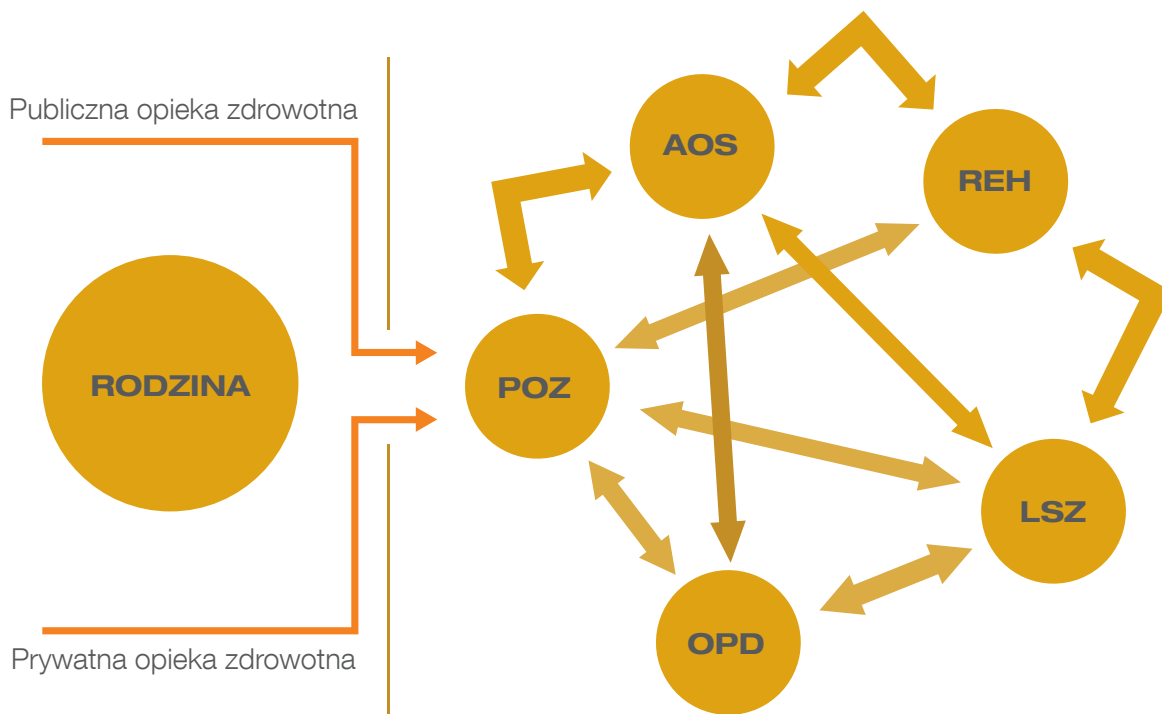 Publiczna opieka zdrowotna
AOS
REH
RODZINA
POZ
LSZ
OPD
Prywatna opieka zdrowotna